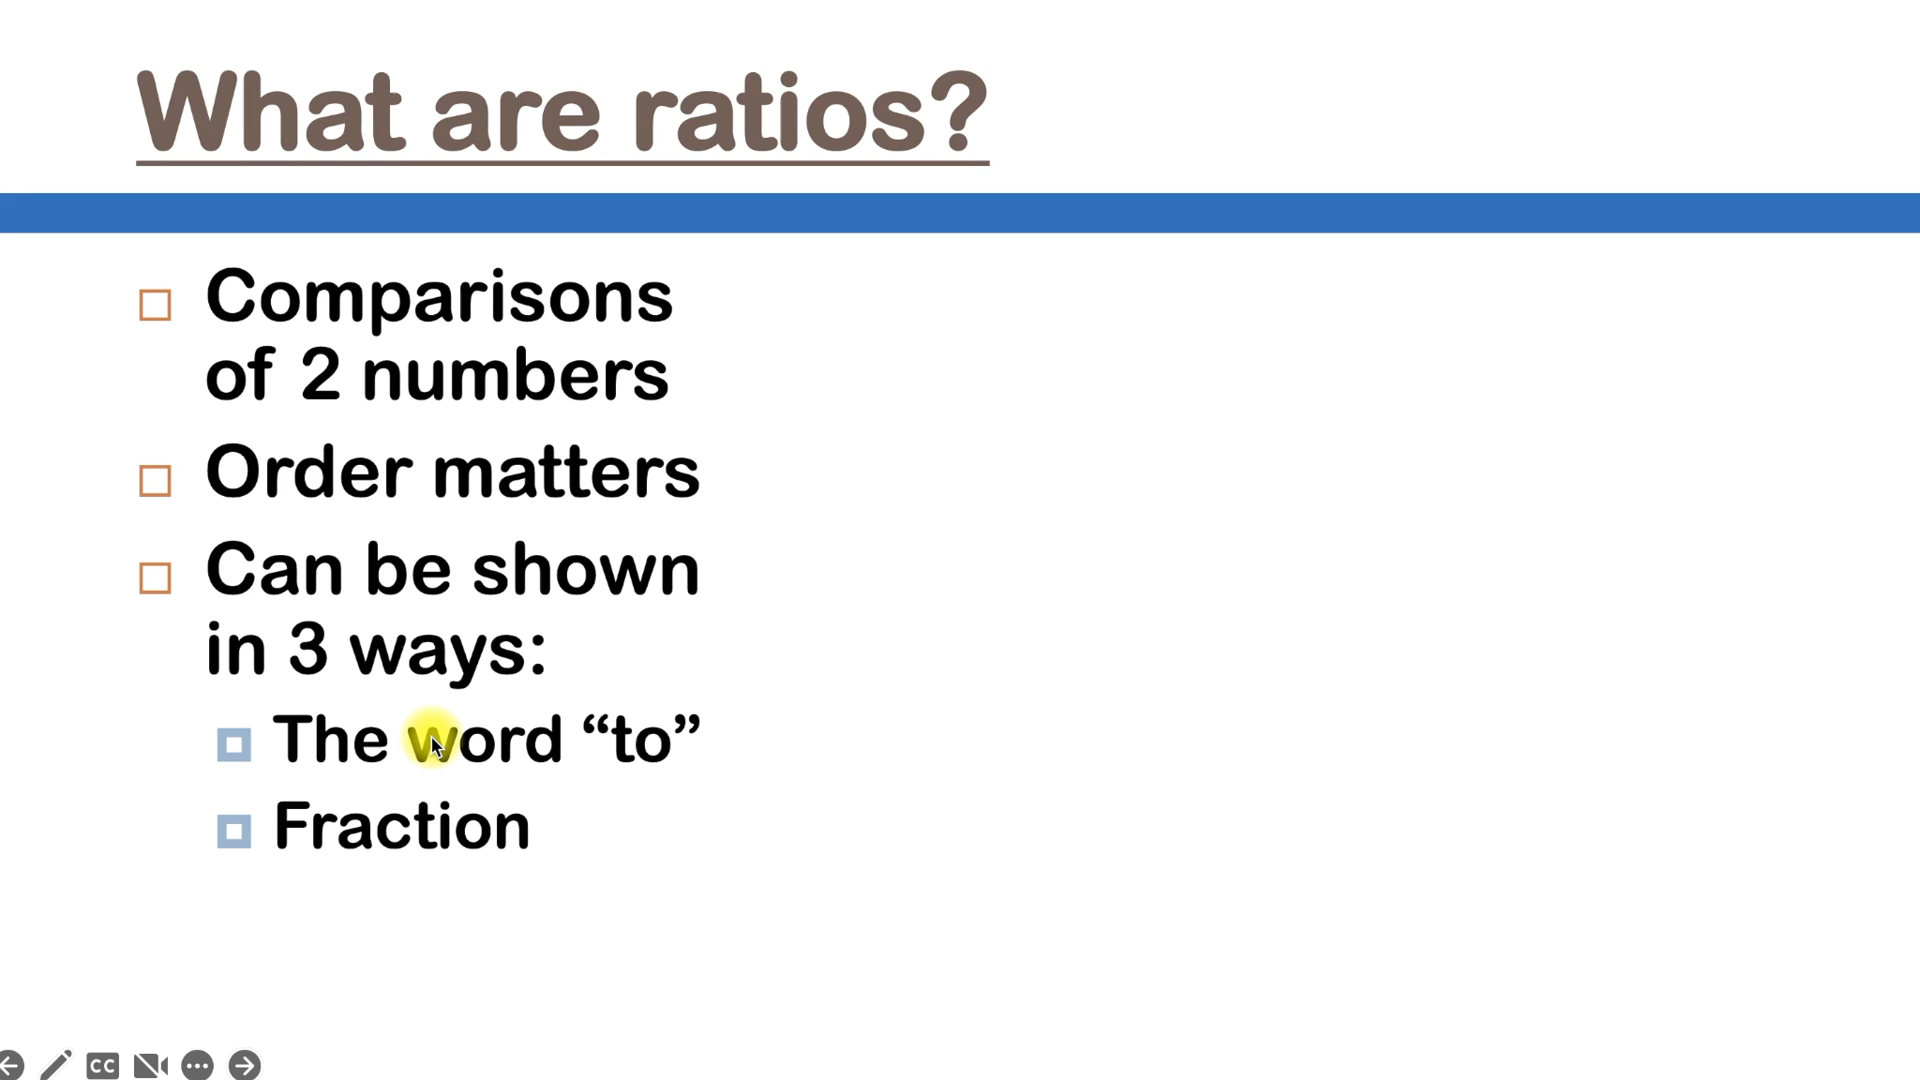 What are ratios?
Comparisons
of 2 numbers
Order matters
Can be shown
in 3 ways:
The word “to”
Fraction
CC